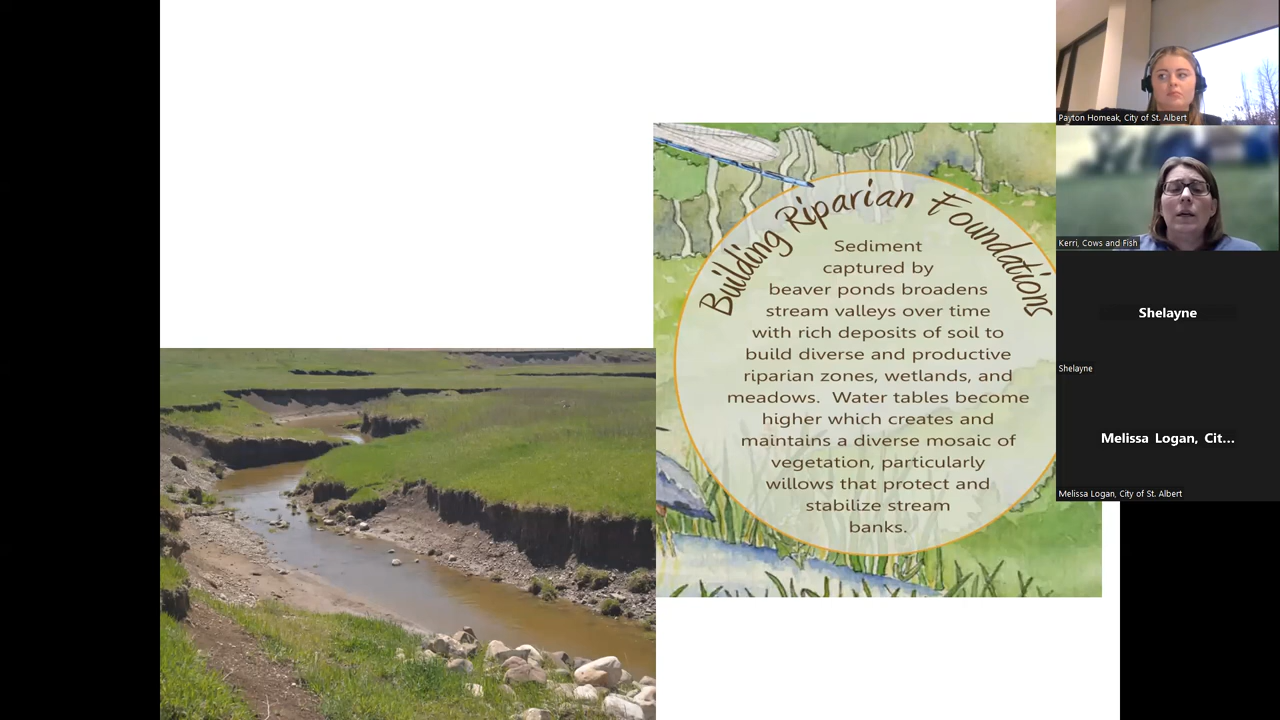 Building Riparian Foundations
Sediment
captured by
beaver ponds broadens
stream valleys over time
with rich deposits of soil to
build diverse and productive
riparian zones, wetlands, and
meadows. Water tables become
higher which creates and
maintains a diverse mosaic of
vegetation, particularly
willows that protect and
stabilize stream
banks.
Payton Homeak, City of St. Albert
Kerri, Cows and Fish
Shelayne
Shelayne
Melissa Logan, Cit...
Melissa Logan, City of St. Albert